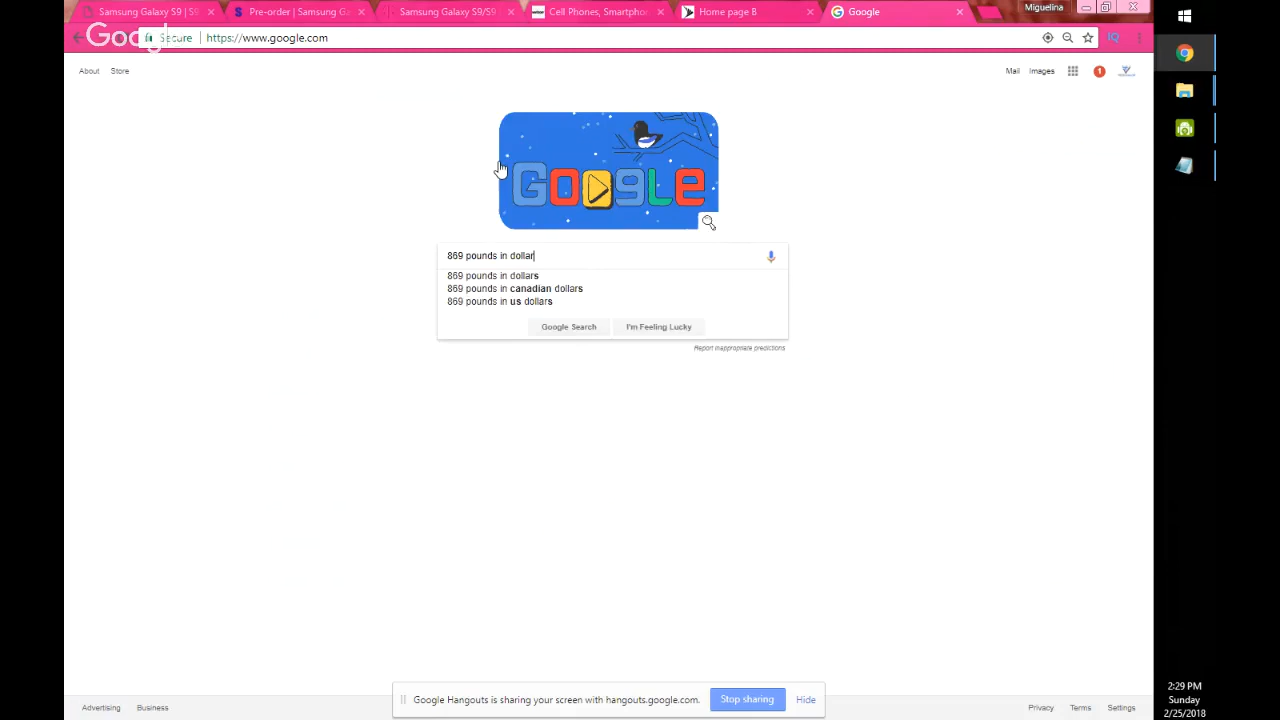 Samsung Galaxy S9 | S9
Pre-order | Samsung Ga
Samsung Galaxy S9/S9
Cell Phones, Smartpho
Home page B
Google
Miguelina
Secure
https://www.google.com
IQ
About
Store
Mail
Images
1
Google
869 pounds in dollar
869 pounds in dollars
869 pounds in canadian dollars
869 pounds in us dollars
Google Search
I'm Feeling Lucky
Report inappropriate predictions
Google Hangouts is sharing your screen with hangouts.google.com.
Stop sharing
Hide
Advertising
Business
Privacy
Terms
Settings
2:29 PM
Sunday
2/25/2018